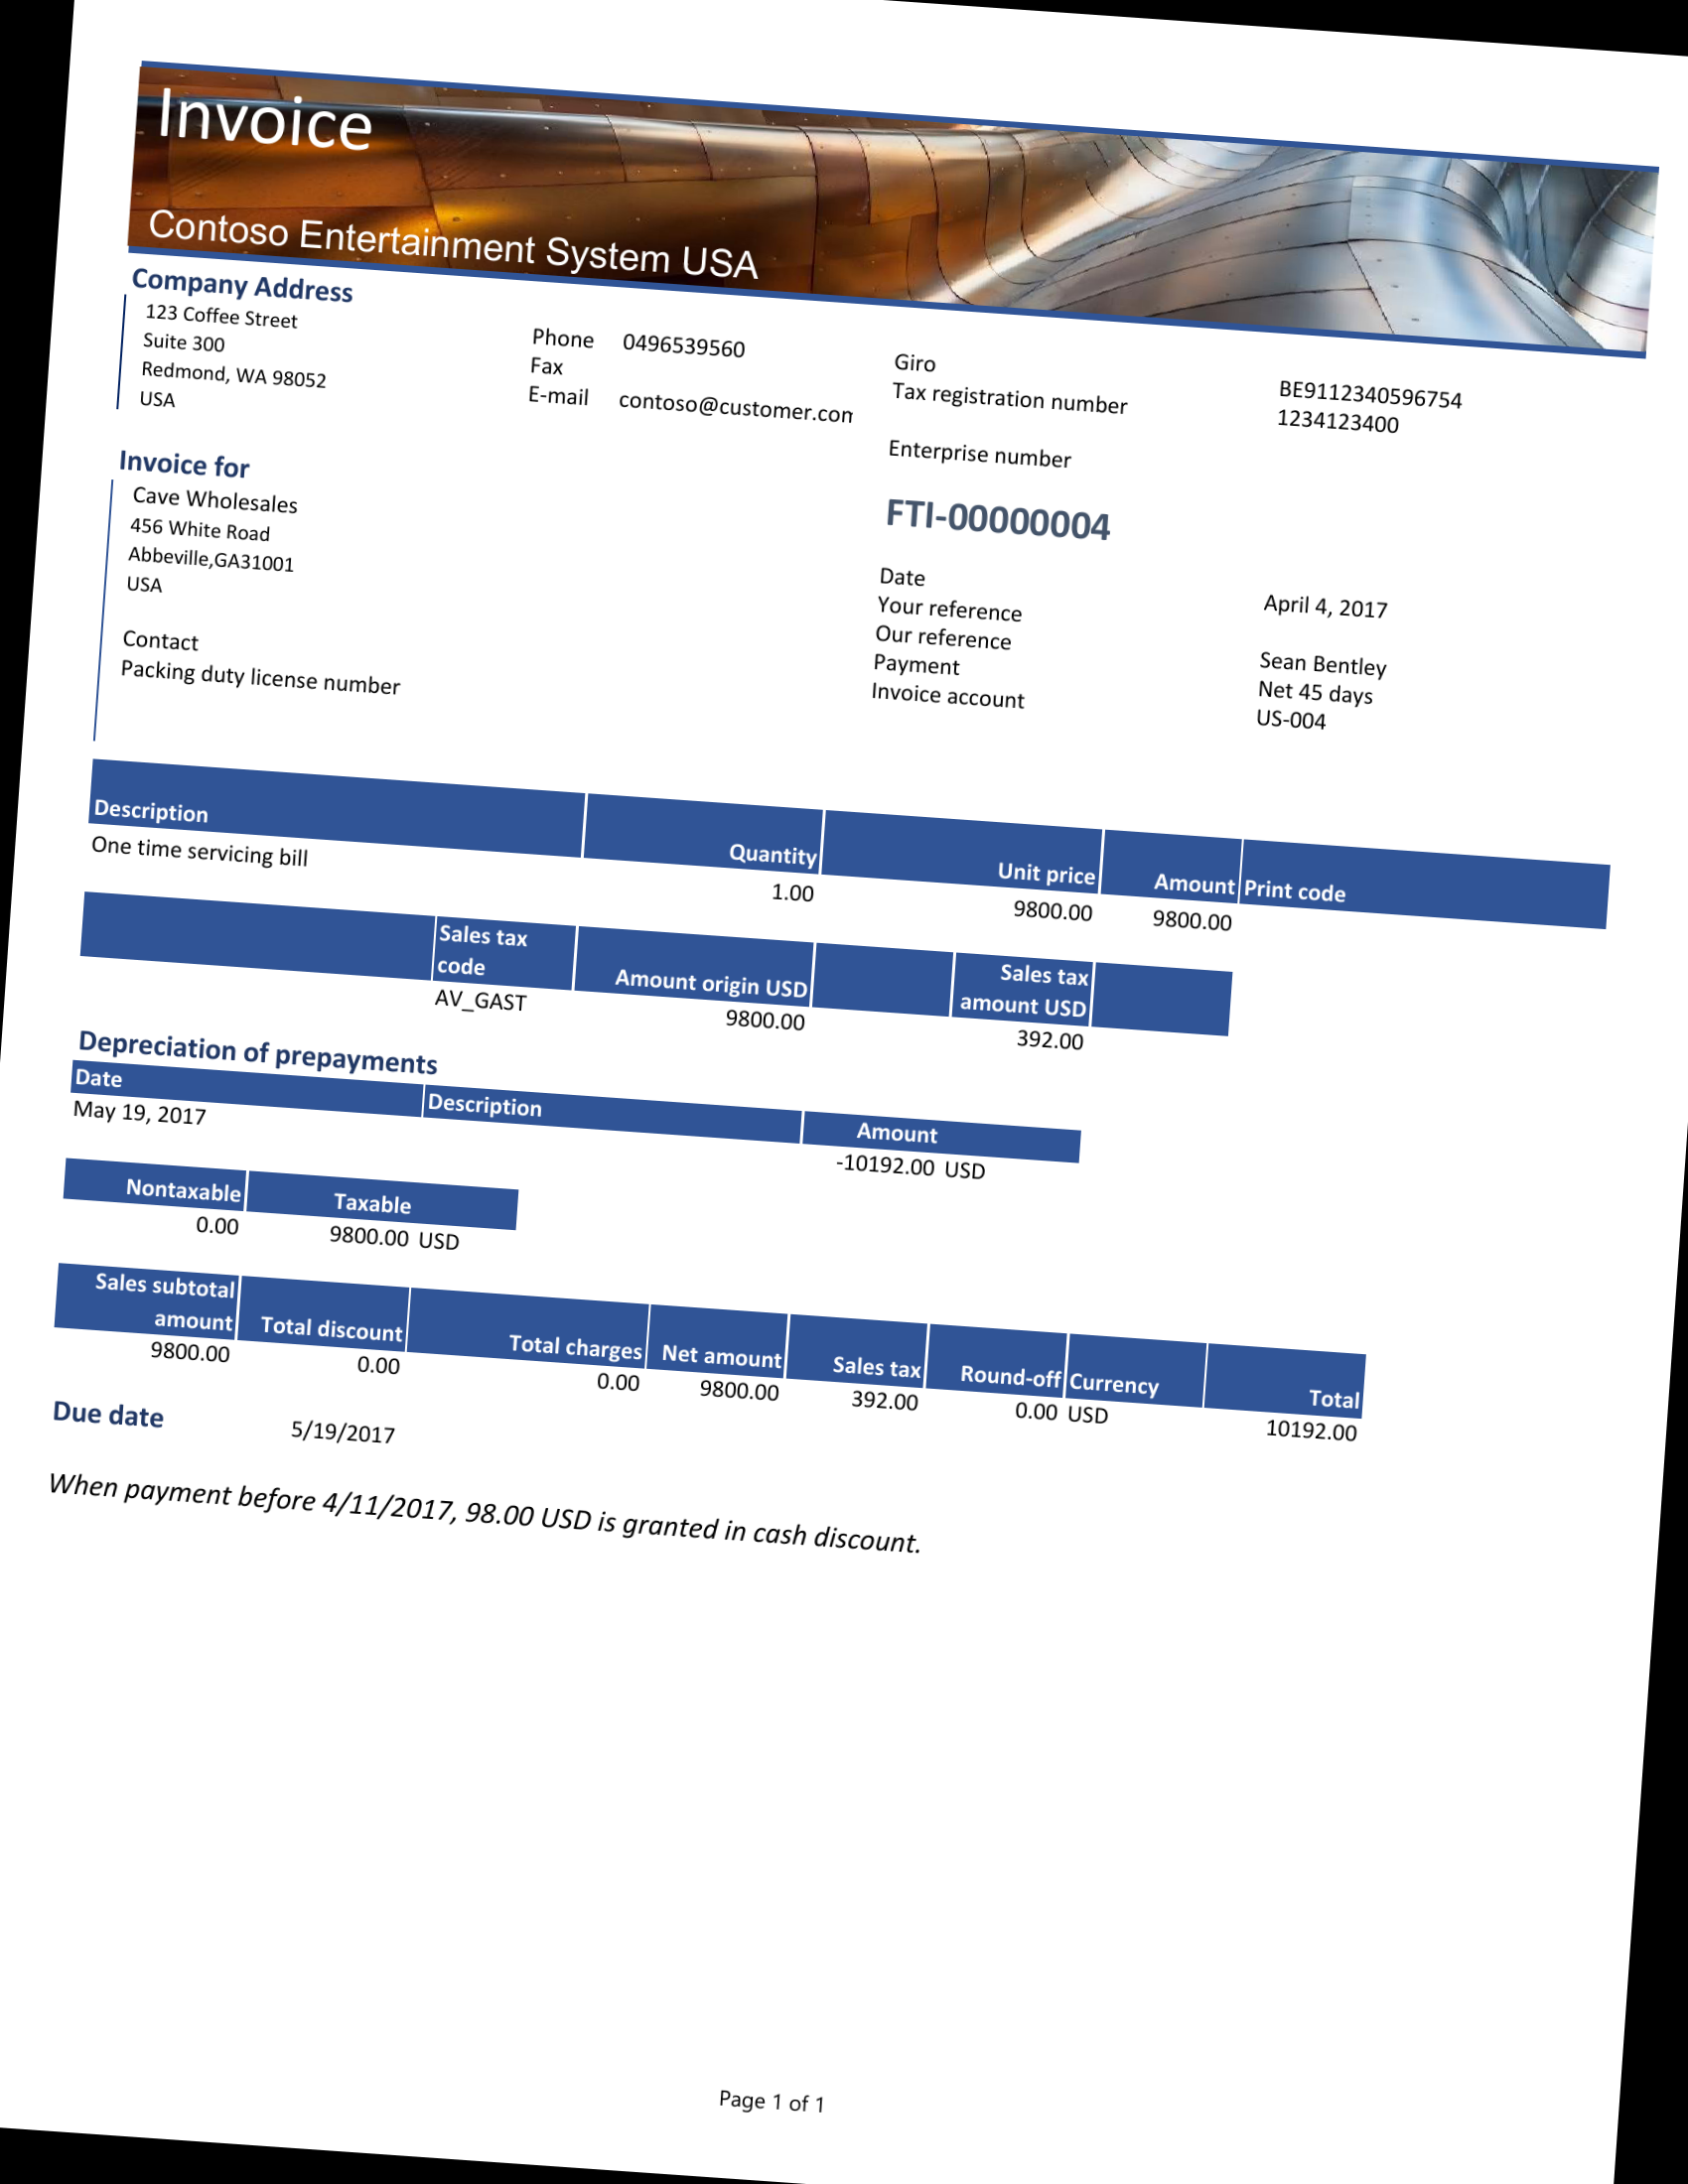 Invoice
Contoso Entertainment System USA
Company Address
123 Coffee Street Phone 0496539560 Giro BE9112340596754
Suite 300 Fax Tax registration number 1234123400
Redmond, WA 98052 E-mail contoso@customer.com
USA Enterprise number
Invoice for
Cave Wholesales FTI-00000004
456 White Road
Abbeville,GA31001 Date April 4, 2017
USA Your reference
Our reference Sean Bentley
Contact Payment Net 45 days
Packing duty license number Invoice account US-004
Description Quantity Unit price Amount Print code
One time servicing bill 1.00 9800.00 9800.00
Sales tax code Amount origin USD Sales tax amount USD
AV_GAST 9800.00 392.00
Depreciation of prepayments
Date Description Amount
May 19, 2017 -10192.00 USD
Nontaxable Taxable
0.00 9800.00 USD
Sales subtotal amount Total discount Total charges Net amount Sales tax Round-off Currency Total
9800.00 0.00 0.00 9800.00 392.00 0.00 USD 10192.00
Due date 5/19/2017
When payment before 4/11/2017, 98.00 USD is granted in cash discount.
Page 1 of 1